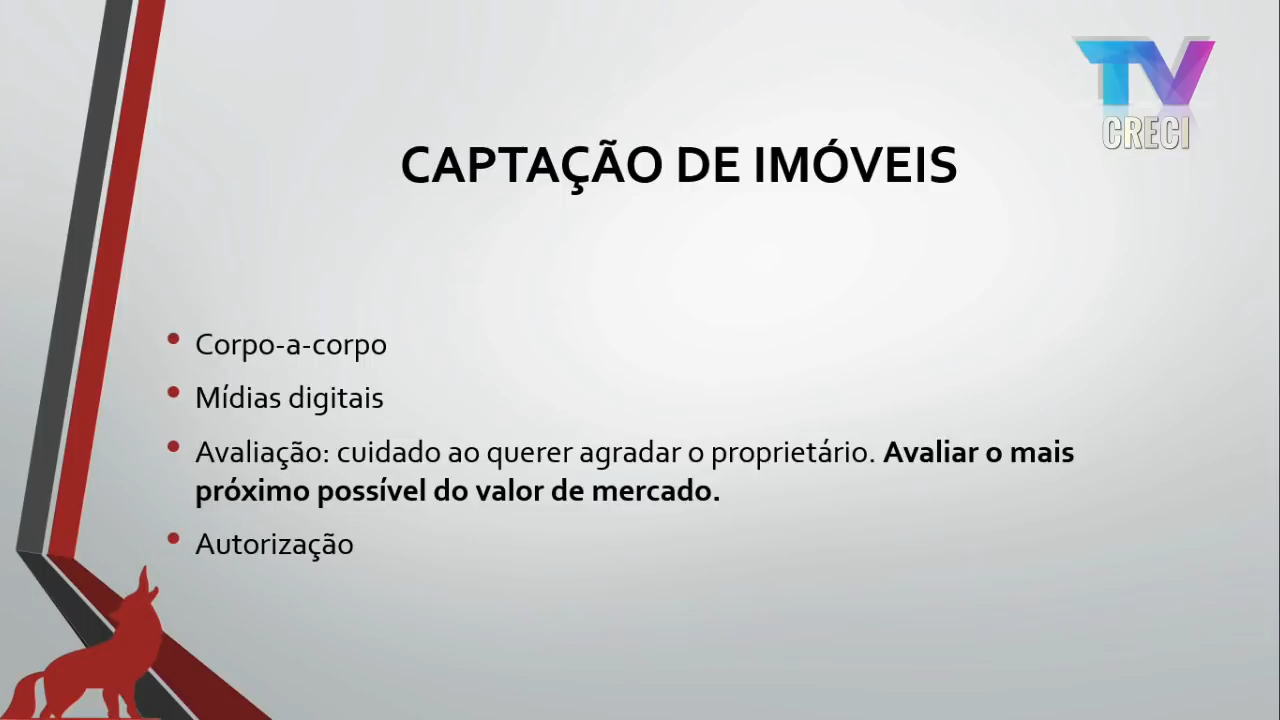 TV
CRECI
CAPTAÇÃO DE IMÓVEIS
• Corpo-a-corpo
• Mídias digitais
• Avaliação: cuidado ao querer agradar o proprietário. Avaliar o mais
próximo possível do valor de mercado.
• Autorização